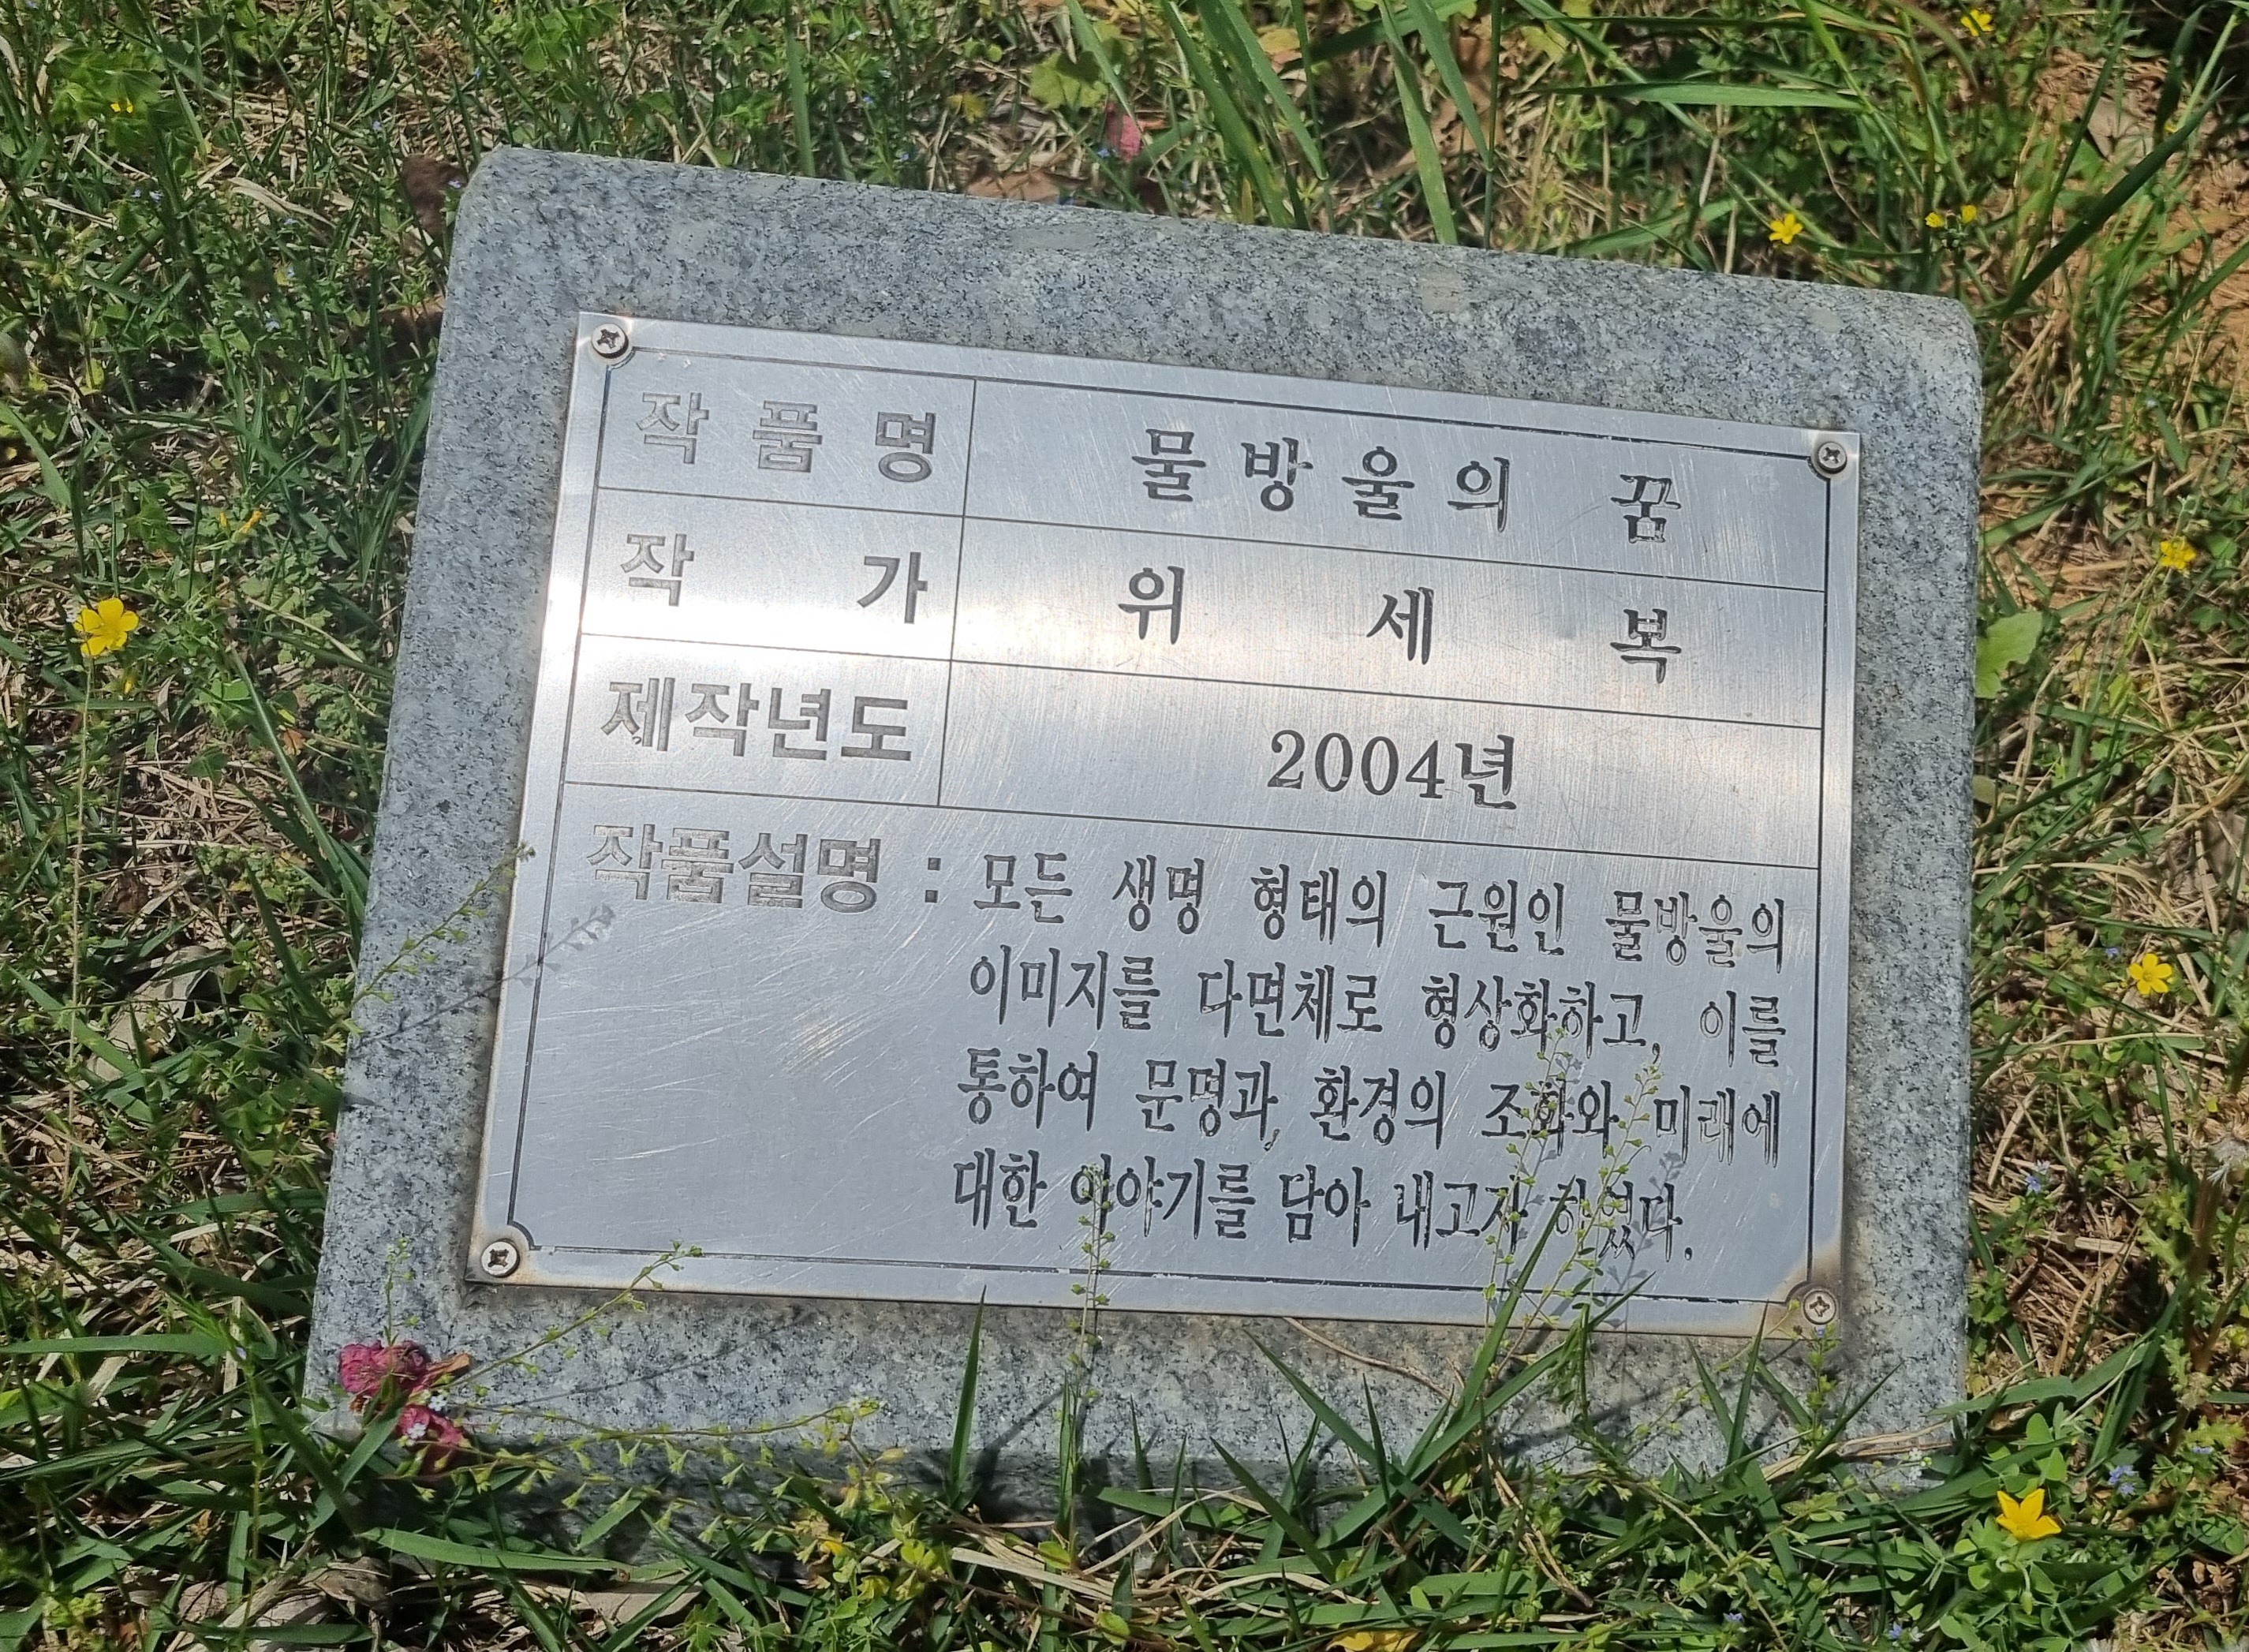 작품명 물방울의 꿈
작가 위세복
제작년도 2004년
작품설명 : 모든 생명 형태의 근원인 물방울의
이미지를 다면체로 형상화하고, 이를
통하여 문명과, 환경의 조화와 미래에
대한 이야기를 담아 내고자 하였다.